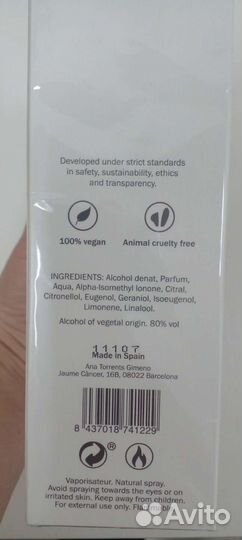 Developed under strict standards
in safety, sustainability, ethics
and transparency.
100% vegan
Animal cruelty free
INGREDIENTS: Alcohol denat, Parfum,
Aqua, Alpha-Isomethyl Ionone, Citral,
Citronellol, Eugenol, Geraniol, Isoeugenol,
Limonene, Linalool.
Alcohol of vegetal origin. 80% vol
11107
Made in Spain
Ana Torrents Gimeno
Jaume Càncer, 16B, 08022 Barcelona
8 437018 741229
Vaporisateur. Natural spray.
Avoid spraying towards the eyes or on
irritated skin. Keep away from children.
For external use only. Flammable.
Avito